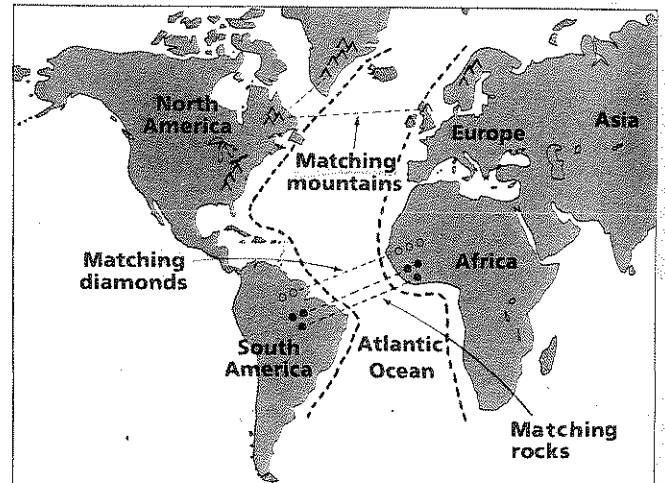 North
America
Europe
Asia
Matching
mountains
Matching
diamonds
Africa
South
America
Atlantic
Ocean
Matching
rocks